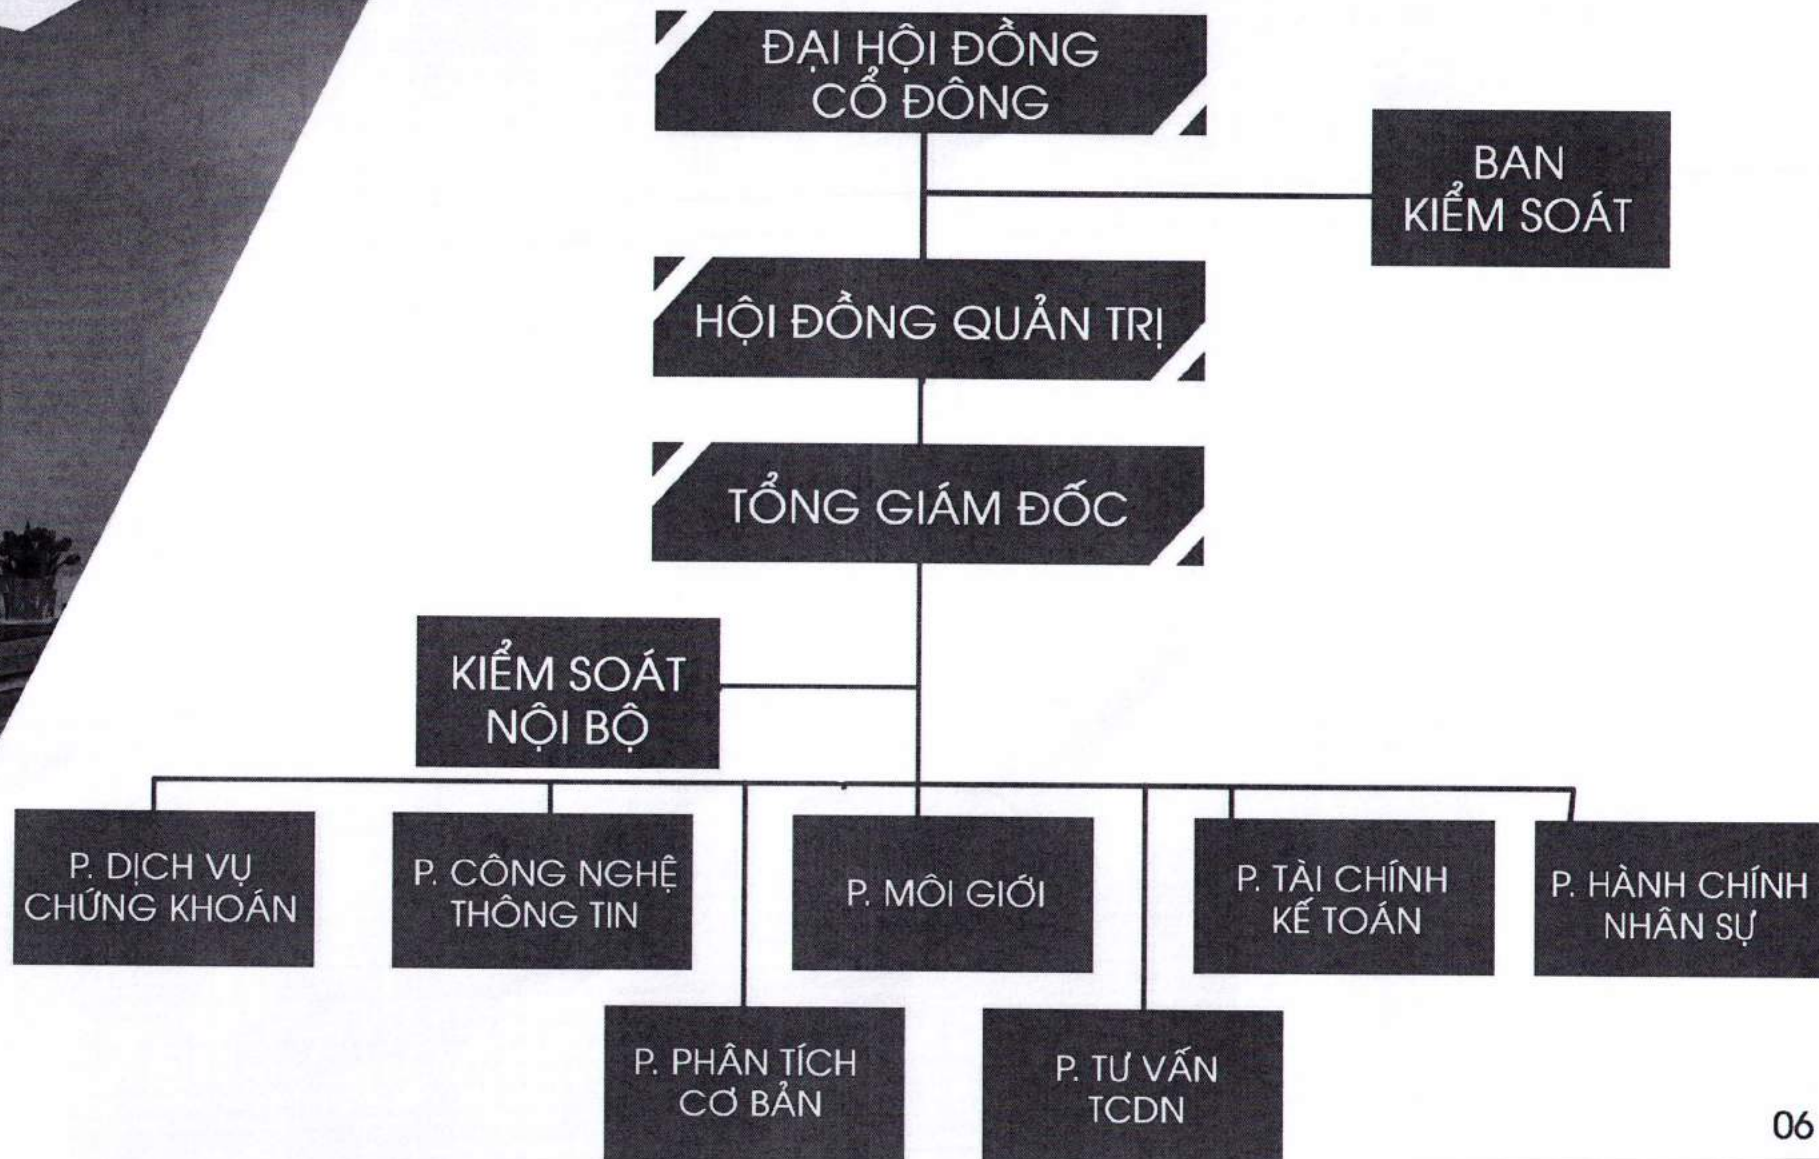 ĐẠI HỘI ĐỒNG
CỔ ĐÔNG
BAN
KIỂM SOÁT
HỘI ĐỒNG QUẢN TRỊ
TỔNG GIÁM ĐỐC
KIỂM SOÁT
NỘI BỘ
P. DỊCH VỤ
CHỨNG KHOÁN
P. CÔNG NGHỆ
THÔNG TIN
P. MÔI GIỚI
P. TÀI CHÍNH
KẾ TOÁN
P. HÀNH CHÍNH
NHÂN SỰ
P. PHÂN TÍCH
CƠ BẢN
P. TƯ VẤN
TCDN
06